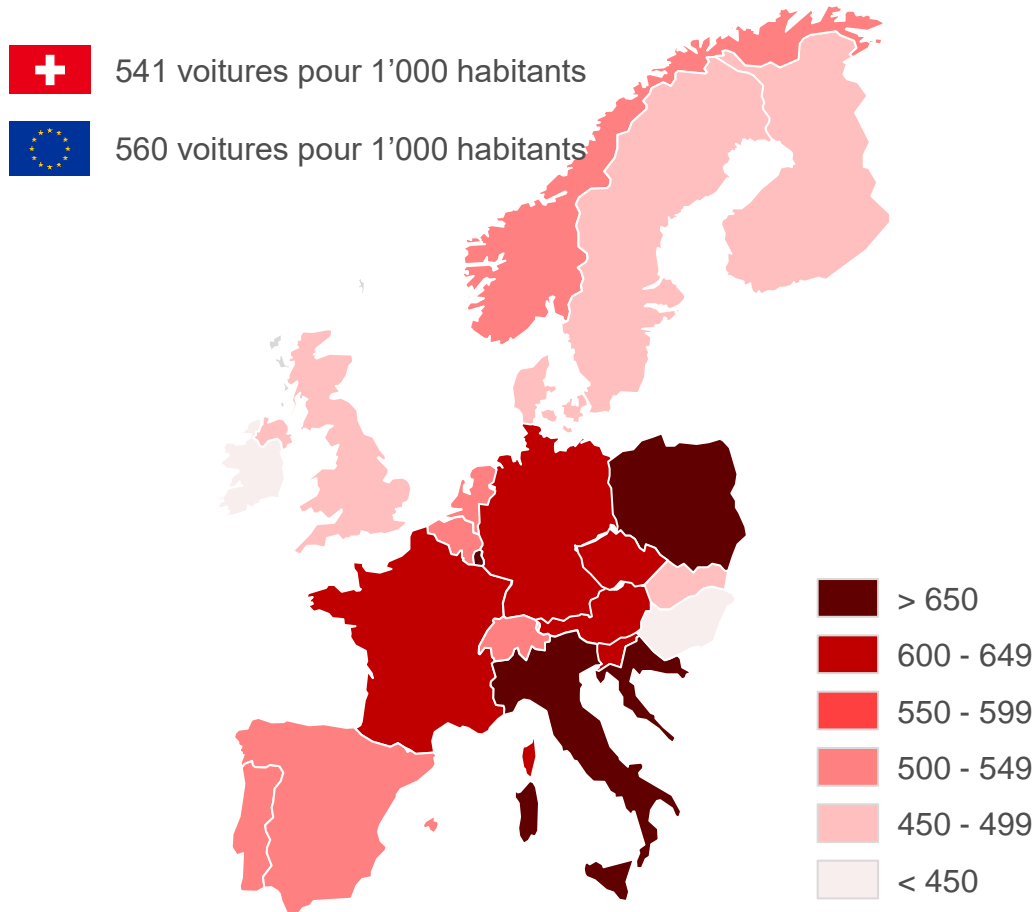 541 voitures pour 1’000 habitants
560 voitures pour 1’000 habitants
> 650
600 - 649
550 - 599
500 - 549
450 - 499
< 450